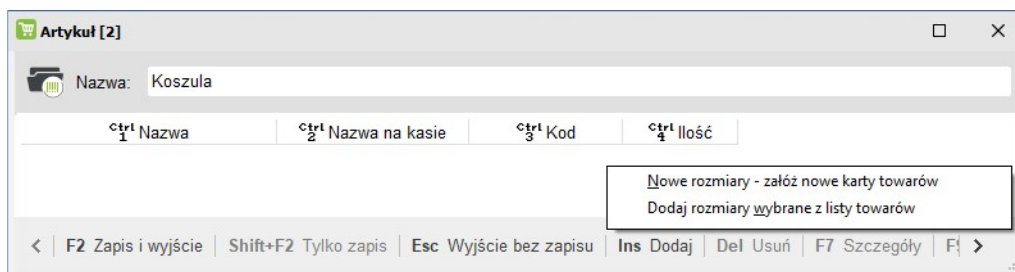 Artykuł [2]
Nazwa: Koszula
Ctrl 1 Nazwa Ctrl 2 Nazwa na kasie Ctrl 3 Kod Ctrl 4 Ilość
Nowe rozmiary - załóż nowe karty towarów
Dodaj rozmiary wybrane z listy towarów
F2 Zapis i wyjście Shift+F2 Tylko zapis Esc Wyjście bez zapisu Ins Dodaj Del Usuń F7 Szczegóły